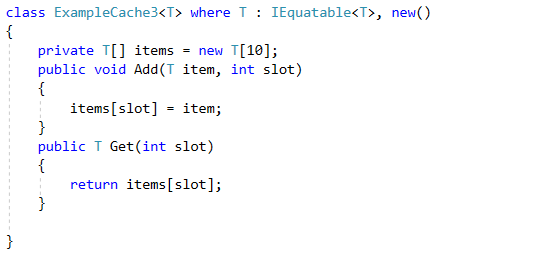 class ExampleCache3<T> where T : IEquatable<T>, new()
{
    private T[] items = new T[10];
    public void Add(T item, int slot)
    {
        items[slot] = item;
    }
    public T Get(int slot)
    {
        return items[slot];
    }

}